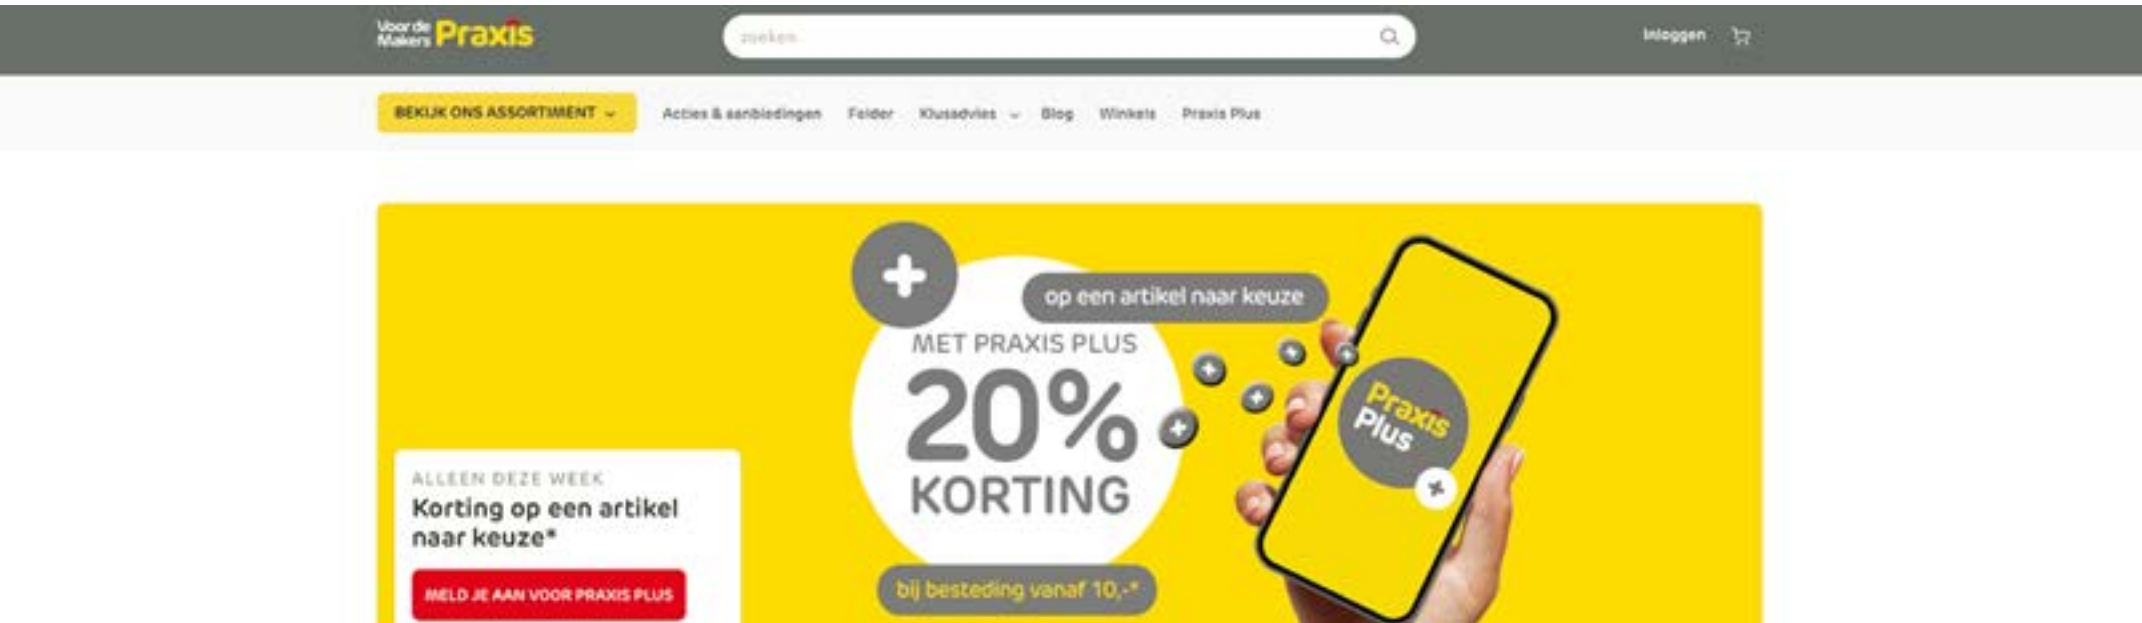 Voor de
Makers Praxis
zoeken
Inloggen
BEKIJK ONS ASSORTIMENT
Acties & aanbiedingen
Folder
Klusadvies
Blog
Winkels
Praxis Plus
op een artikel naar keuze
MET PRAXIS PLUS
20%
KORTING
bij besteding vanaf 10,-*
Praxis
Plus
ALLEEN DEZE WEEK
Korting op een artikel
naar keuze*
MELD JE AAN VOOR PRAXIS PLUS